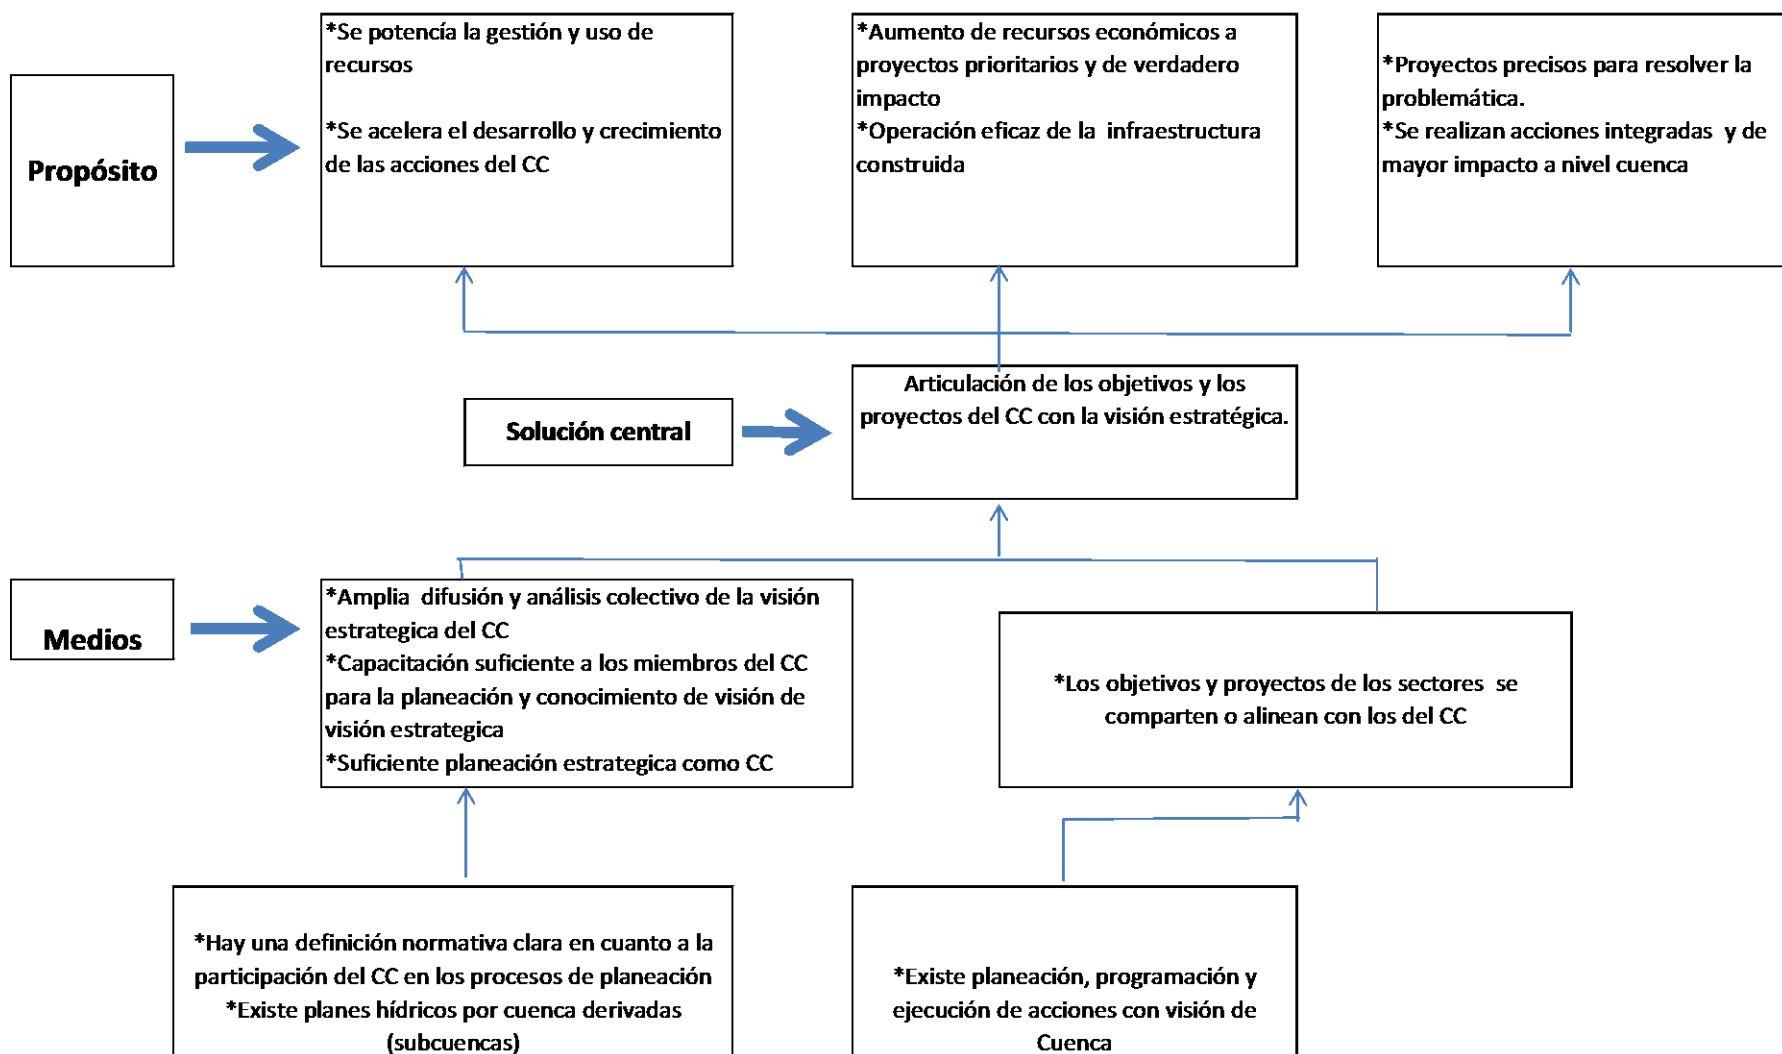 Propósito
*Se potencía la gestión y uso de
recursos
*Se acelera el desarrollo y crecimiento
de las acciones del CC
*Aumento de recursos económicos a
proyectos prioritarios y de verdadero
impacto
*Operación eficaz de la infraestructura
construida
*Proyectos precisos para resolver la
problemática.
*Se realizan acciones integradas y de
mayor impacto a nivel cuenca
Solución central
Articulación de los objetivos y los
proyectos del CC con la visión estratégica.
Medios
*Amplia difusión y análisis colectivo de la visión
estrategica del CC
*Capacitación suficiente a los miembros del CC
para la planeación y conocimiento de visión de
visión estrategica
*Suficiente planeación estrategica como CC
*Los objetivos y proyectos de los sectores se
comparten o alinean con los del CC
*Hay una definición normativa clara en cuanto a la
participación del CC en los procesos de planeación
*Existe planes hídricos por cuenca derivadas
(subcuencas)
*Existe planeación, programación y
ejecución de acciones con visión de
Cuenca